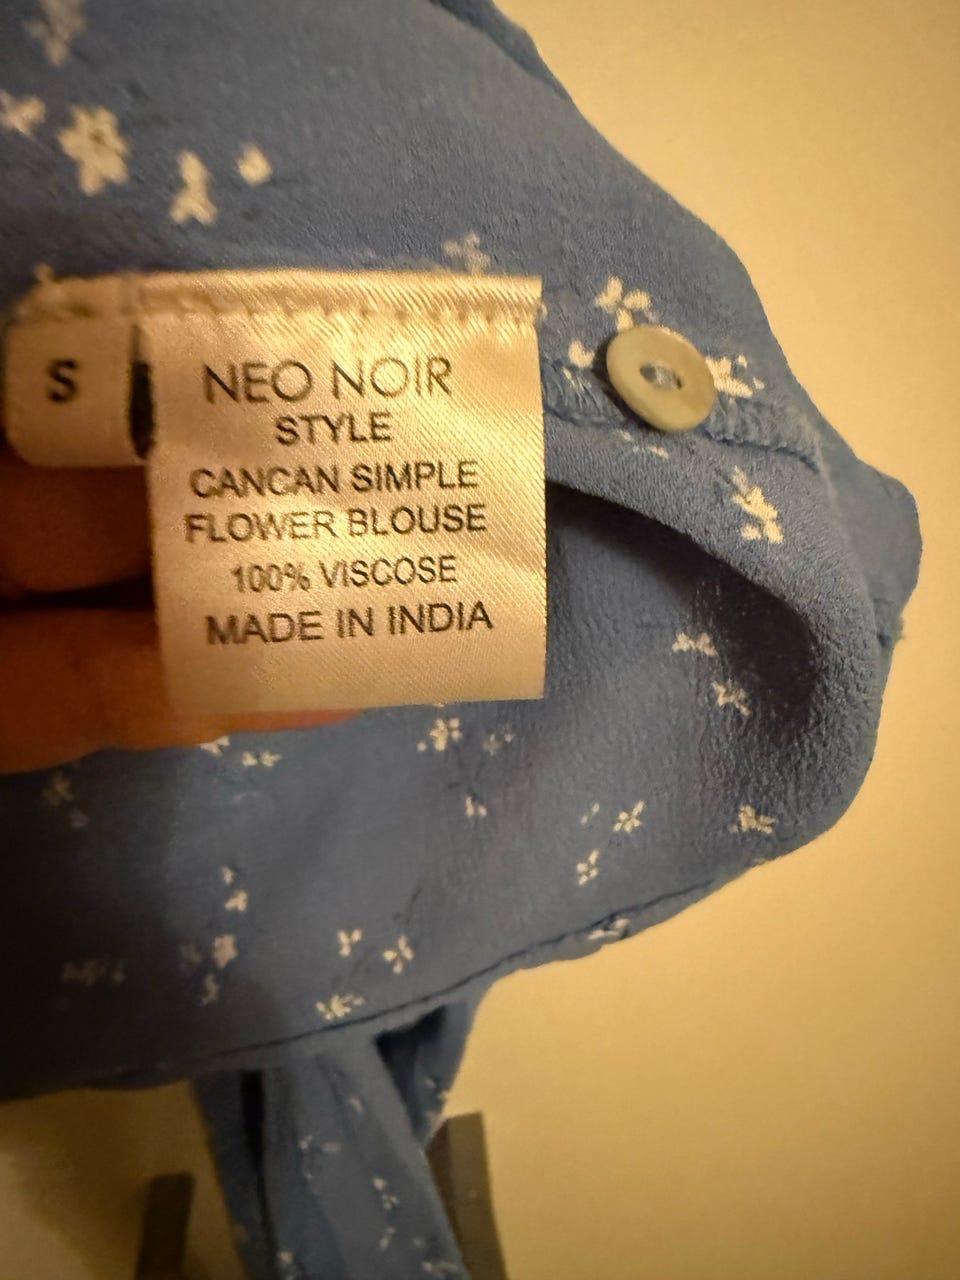 S
NEO NOIR
STYLE
CANCAN SIMPLE
FLOWER BLOUSE
100% VISCOSE
MADE IN INDIA